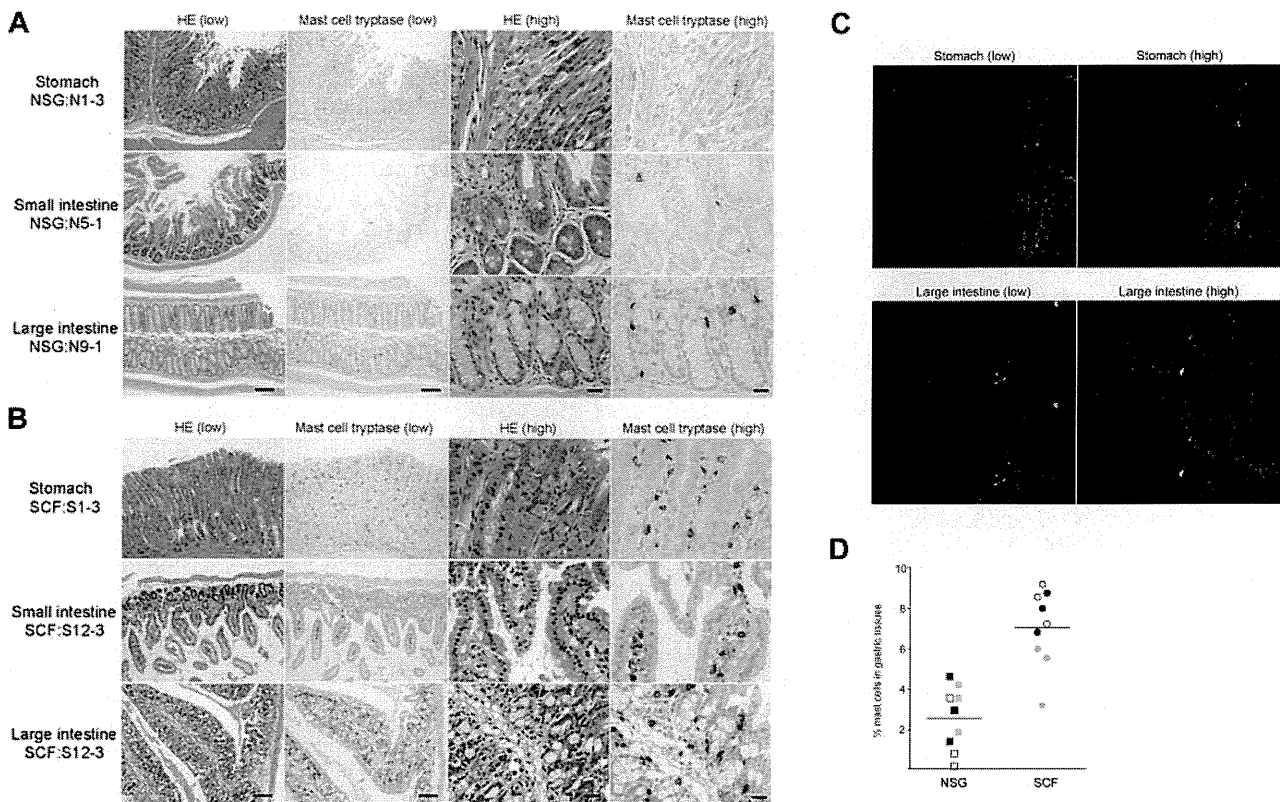 A
HE (low) Mast cell tryptase (low) HE (high) Mast cell tryptase (high)
Stomach
NSG:N1-3
Small intestine
NSG:N5-1
Large intestine
NSG:N9-1
B
HE (low) Mast cell tryptase (low) HE (high) Mast cell tryptase (high)
Stomach
SCF:S1-3
Small intestine
SCF:S12-3
Large intestine
SCF:S12-3
C
Stomach (low) Stomach (high)
Large intestine (low) Large intestine (high)
D
% mast cells in gastric tissues
10
8
6
4
2
NSG SCF